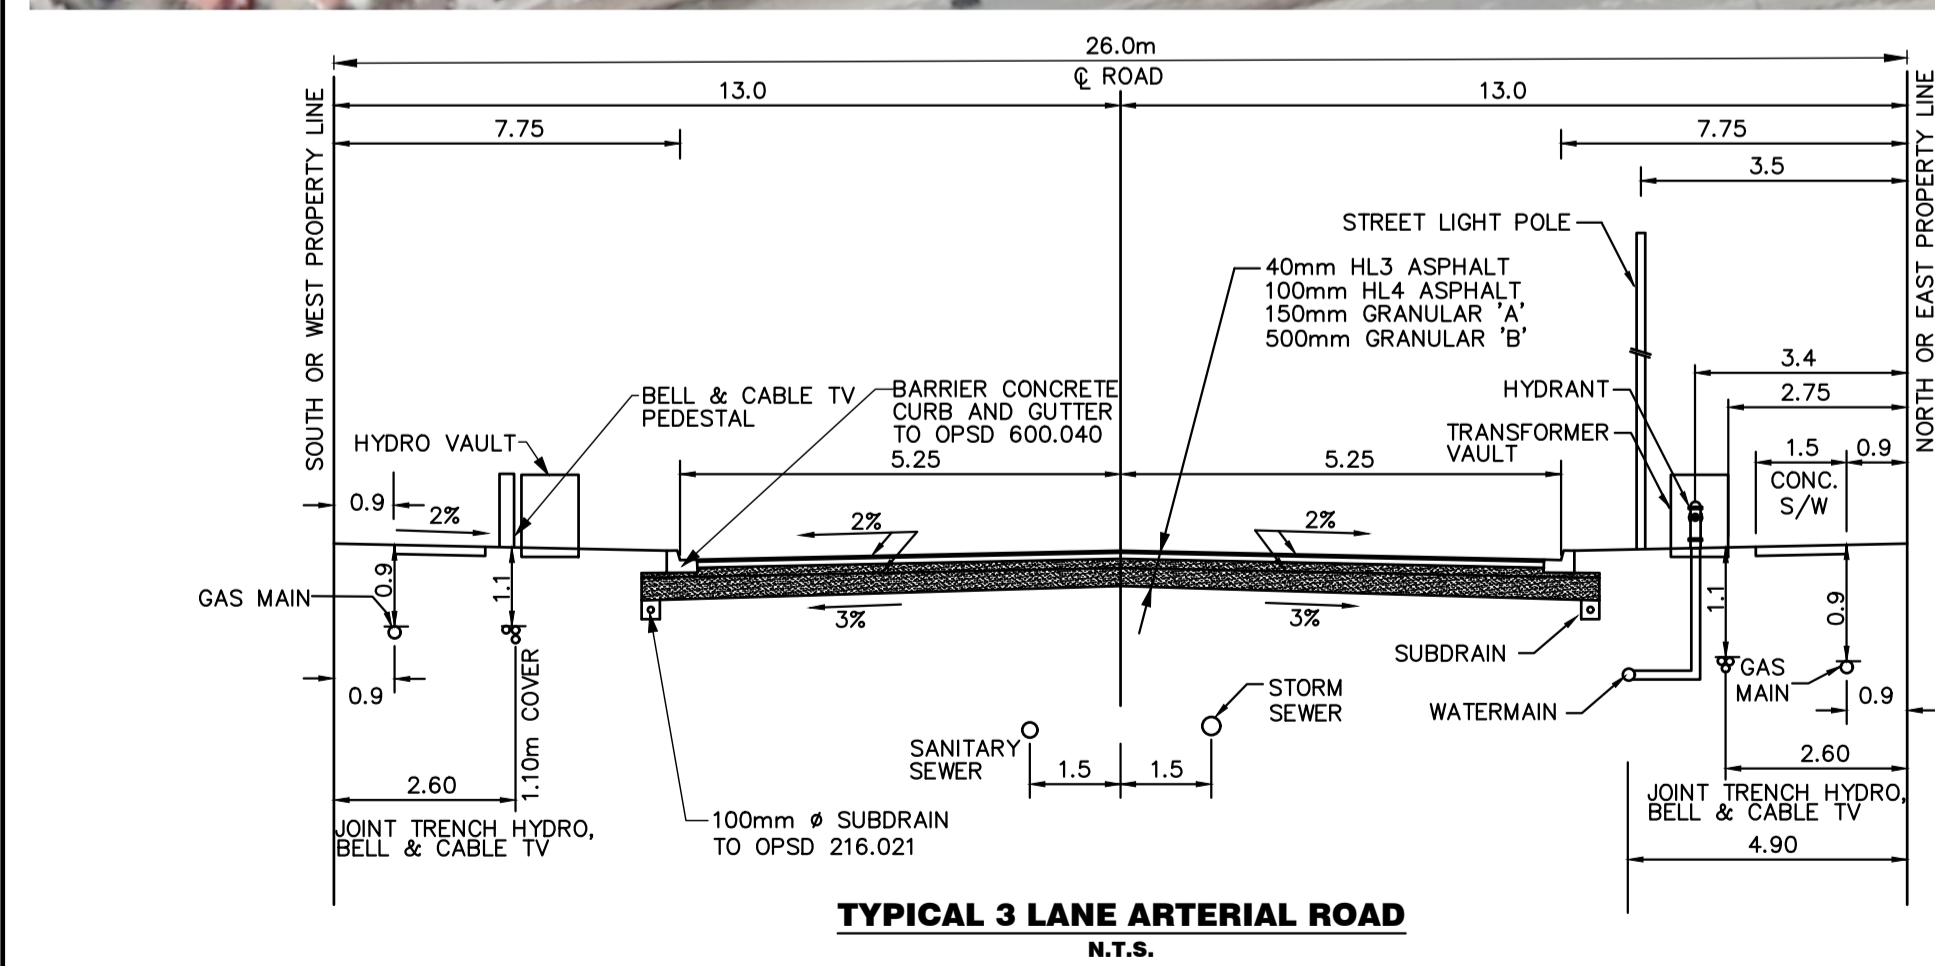 26.0m
℄ ROAD
13.0
13.0
7.75
7.75
3.5
SOUTH OR WEST PROPERTY LINE
NORTH OR EAST PROPERTY LINE
STREET LIGHT POLE
40mm HL3 ASPHALT
100mm HL4 ASPHALT
150mm GRANULAR 'A'
500mm GRANULAR 'B'
3.4
HYDRANT
2.75
BELL & CABLE TV
PEDESTAL
BARRIER CONCRETE
CURB AND GUTTER
TO OPSD 600.040
HYDRO VAULT
TRANSFORMER
VAULT
5.25
5.25
1.5
0.9
CONC.
S/W
0.9
2%
2%
2%
0.9
1.1
GAS MAIN
3%
3%
1.1
0.9
SUBDRAIN
GAS
MAIN
0.9
0.9
1.10m COVER
STORM
SEWER
WATERMAIN
SANITARY
SEWER
1.5
1.5
2.60
2.60
JOINT TRENCH HYDRO,
BELL & CABLE TV
100mm ø SUBDRAIN
TO OPSD 216.021
JOINT TRENCH HYDRO,
BELL & CABLE TV
4.90
TYPICAL 3 LANE ARTERIAL ROAD
N.T.S.